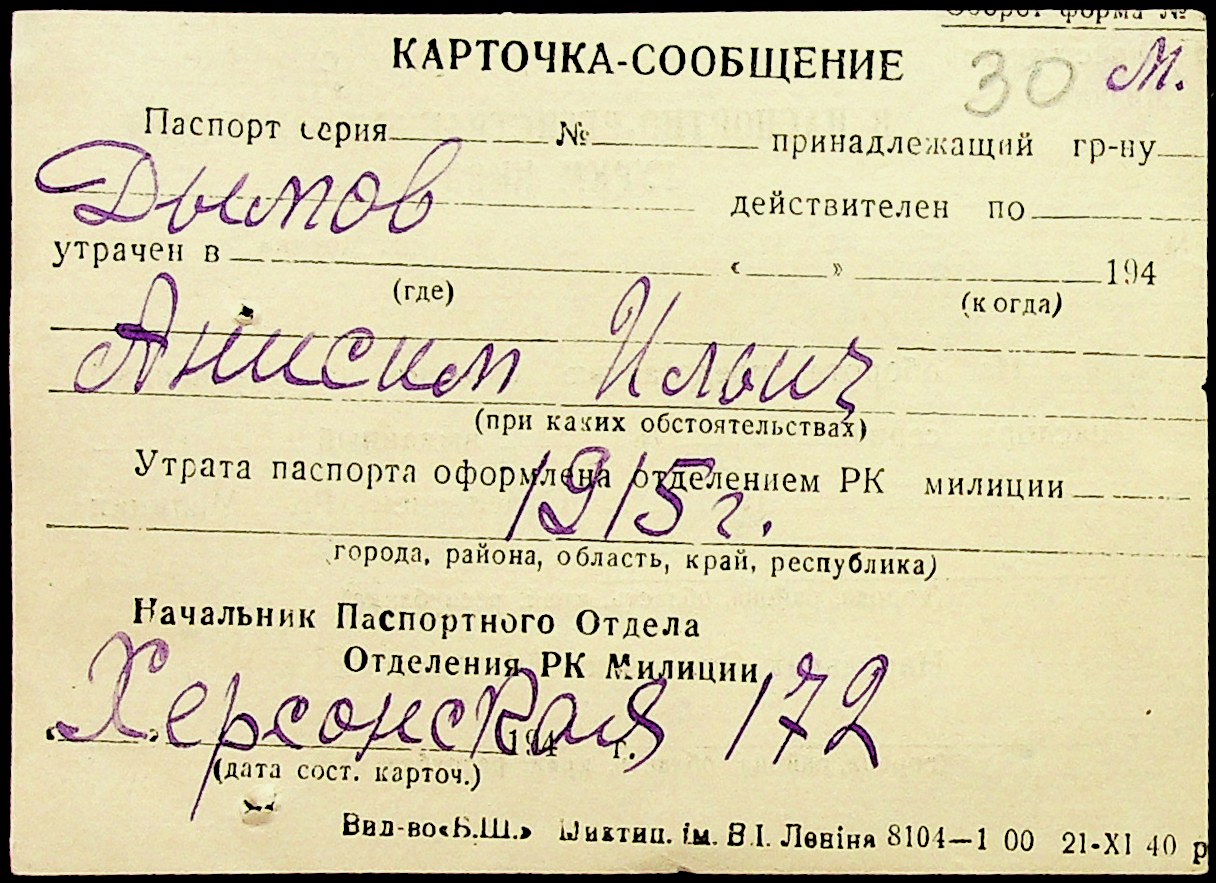 Оборот форма №
КАРТОЧКА-СООБЩЕНИЕ
30 М.
Паспорт серия № принадлежащий гр-ну
Дымов
действителен по
утрачен в « » 194
(где) (когда)
Анисим Ильич
(при каких обстоятельствах)
Утрата паспорта оформлена отделением РК милиции
1915 г.
города, района, область, край, республика)
Начальник Паспортного Отдела
Отделения РК Милиции
Херсонская 172
194 г.
(дата сост. карточ.)
Вид-во «Б.Ш.» ім. В.І. Леніна 8104—1 00 21-XI 40 р